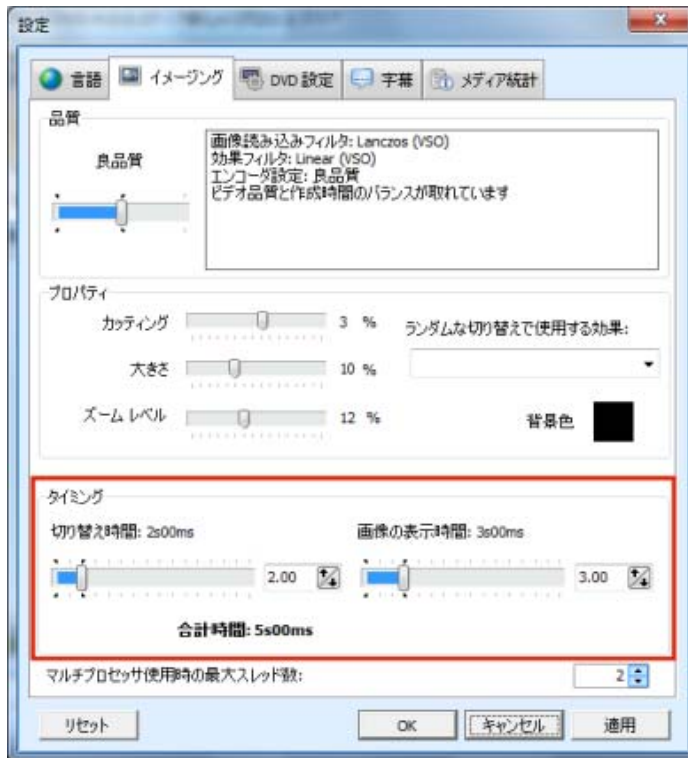 設定
言語 イメージング DVD 設定 字幕 メディア統計
品質
良品質
画像読み込みフィルタ: Lanczos (VSO)
効果フィルタ: Linear (VSO)
エンコーダ設定: 良品質
ビデオ品質と作成時間のバランスが取れています
プロパティ
カッティング 3 %
大きさ 10 %
ズーム レベル 12 %
ランダムな切り替えで使用する効果:
背景色
タイミング
切り替え時間: 2s00ms
2.00
画像の表示時間: 3s00ms
3.00
合計時間: 5s00ms
マルチプロセッサ使用時の最大スレッド数: 2
リセット OK キャンセル 適用